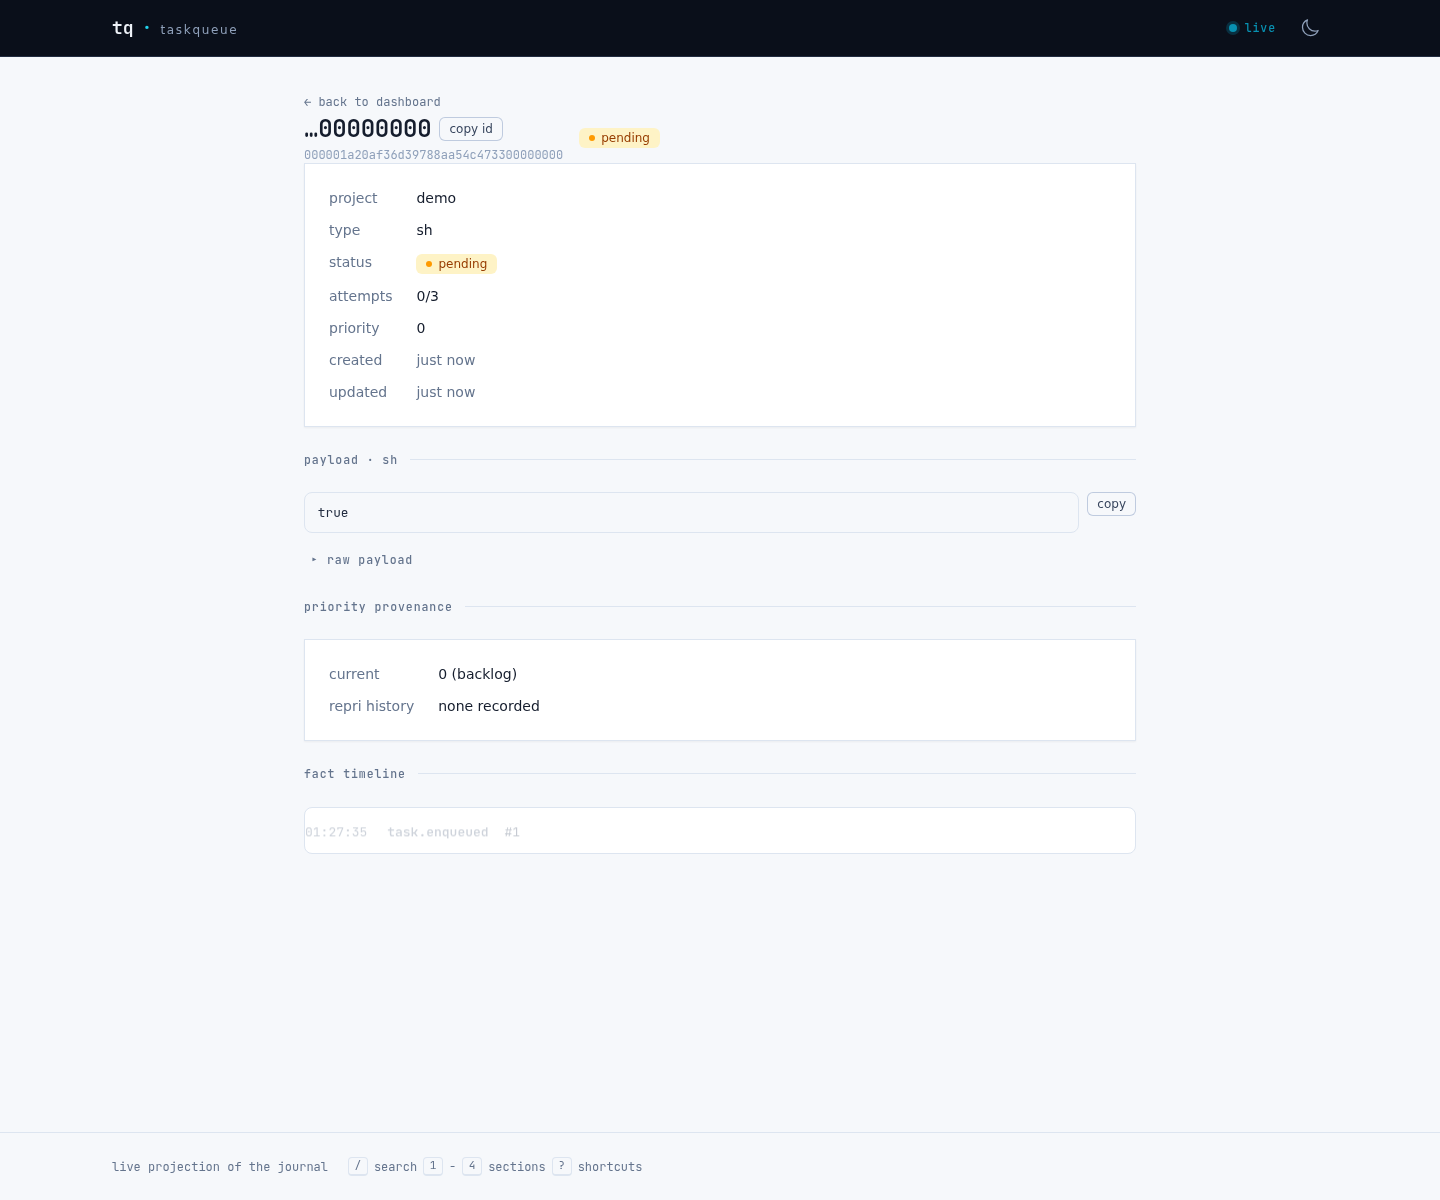 tq • taskqueue
live
← back to dashboard
…00000000 copy id
pending
000001a20af36d39788aa54c473300000000
project demo
type sh
status pending
attempts 0/3
priority 0
created just now
updated just now
payload · sh
true
copy
▸ raw payload
priority provenance
current 0 (backlog)
repri history none recorded
fact timeline
01:27:35 task.enqueued #1
live projection of the journal / search 1 - 4 sections ? shortcuts